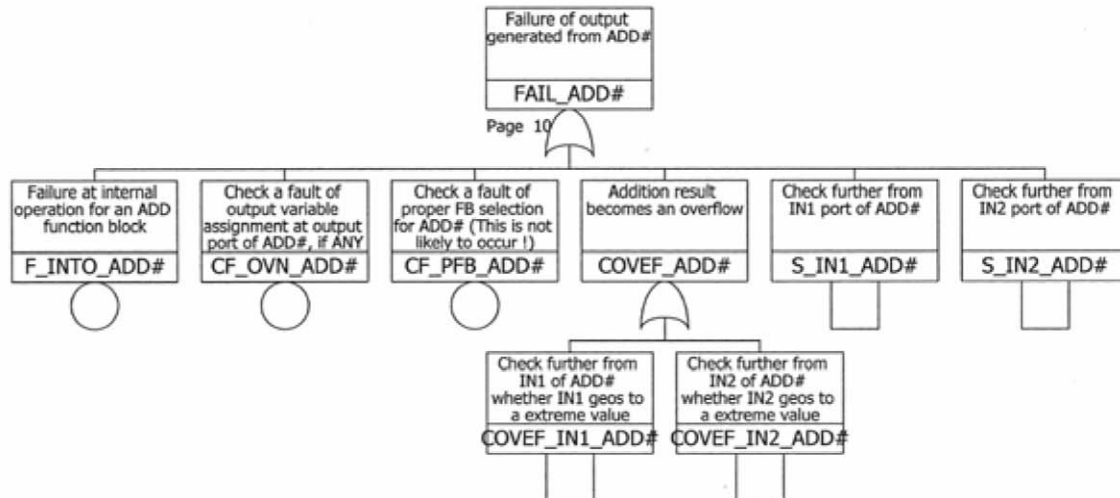 Failure of output
generated from ADD#
FAIL_ADD#
Page 10
Failure at internal
operation for an ADD
function block
F_INTO_ADD#
Check a fault of
output variable
assignment at output
port of ADD#, if ANY
CF_OVN_ADD#
Check a fault of
proper FB selection
for ADD# (This is not
likely to occur !)
CF_PFB_ADD#
Addition result
becomes an overflow
COVEF_ADD#
Check further from
IN1 port of ADD#
S_IN1_ADD#
Check further from
IN2 port of ADD#
S_IN2_ADD#
Check further from
IN1 of ADD#
whether IN1 geos to
a extreme value
COVEF_IN1_ADD#
Check further from
IN2 of ADD#
whether IN2 geos to
a extreme value
COVEF_IN2_ADD#